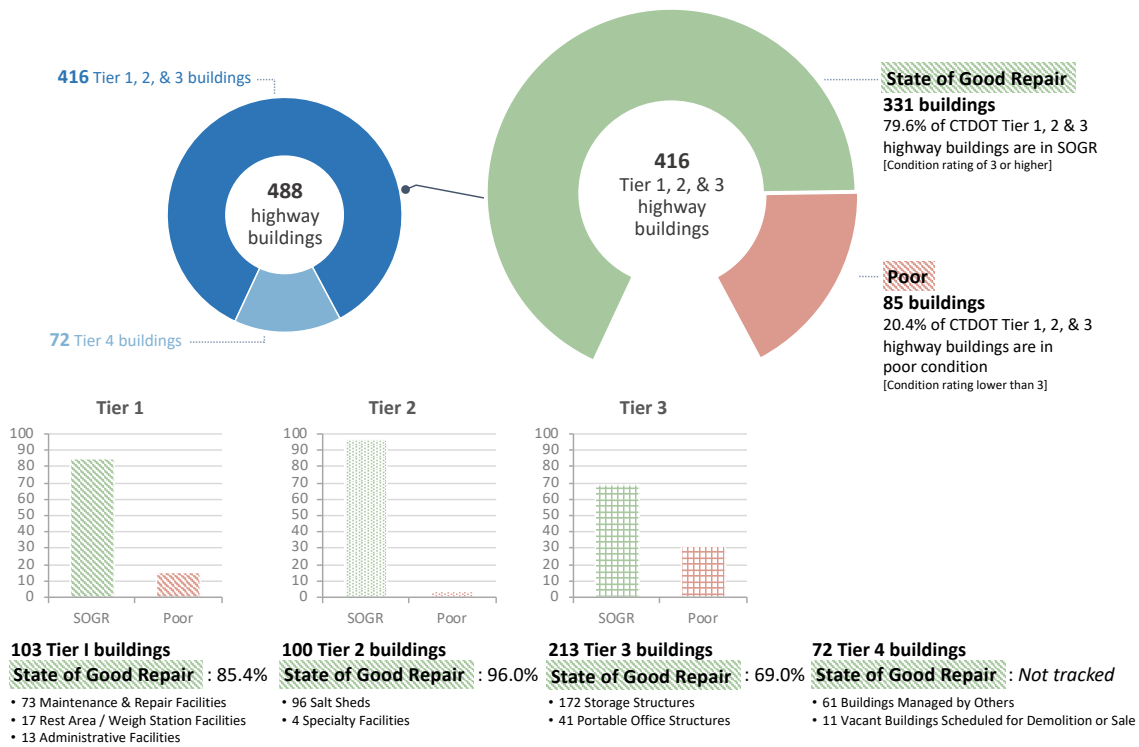 416 Tier 1, 2, & 3 buildings
488
highway
buildings
72 Tier 4 buildings
416
Tier 1, 2, & 3
highway
buildings
State of Good Repair
331 buildings
79.6% of CTDOT Tier 1, 2 & 3
highway buildings are in SOGR
[Condition rating of 3 or higher]
Poor
85 buildings
20.4% of CTDOT Tier 1, 2, & 3
highway buildings are in
poor condition
[Condition rating lower than 3]
Tier 1
100
90
80
70
60
50
40
30
20
10
0
SOGR Poor
Tier 2
100
90
80
70
60
50
40
30
20
10
0
SOGR Poor
Tier 3
100
90
80
70
60
50
40
30
20
10
0
SOGR Poor
103 Tier I buildings
State of Good Repair : 85.4%
• 73 Maintenance & Repair Facilities
• 17 Rest Area / Weigh Station Facilities
• 13 Administrative Facilities
100 Tier 2 buildings
State of Good Repair : 96.0%
• 96 Salt Sheds
• 4 Specialty Facilities
213 Tier 3 buildings
State of Good Repair : 69.0%
• 172 Storage Structures
• 41 Portable Office Structures
72 Tier 4 buildings
State of Good Repair : Not tracked
• 61 Buildings Managed by Others
• 11 Vacant Buildings Scheduled for Demolition or Sale